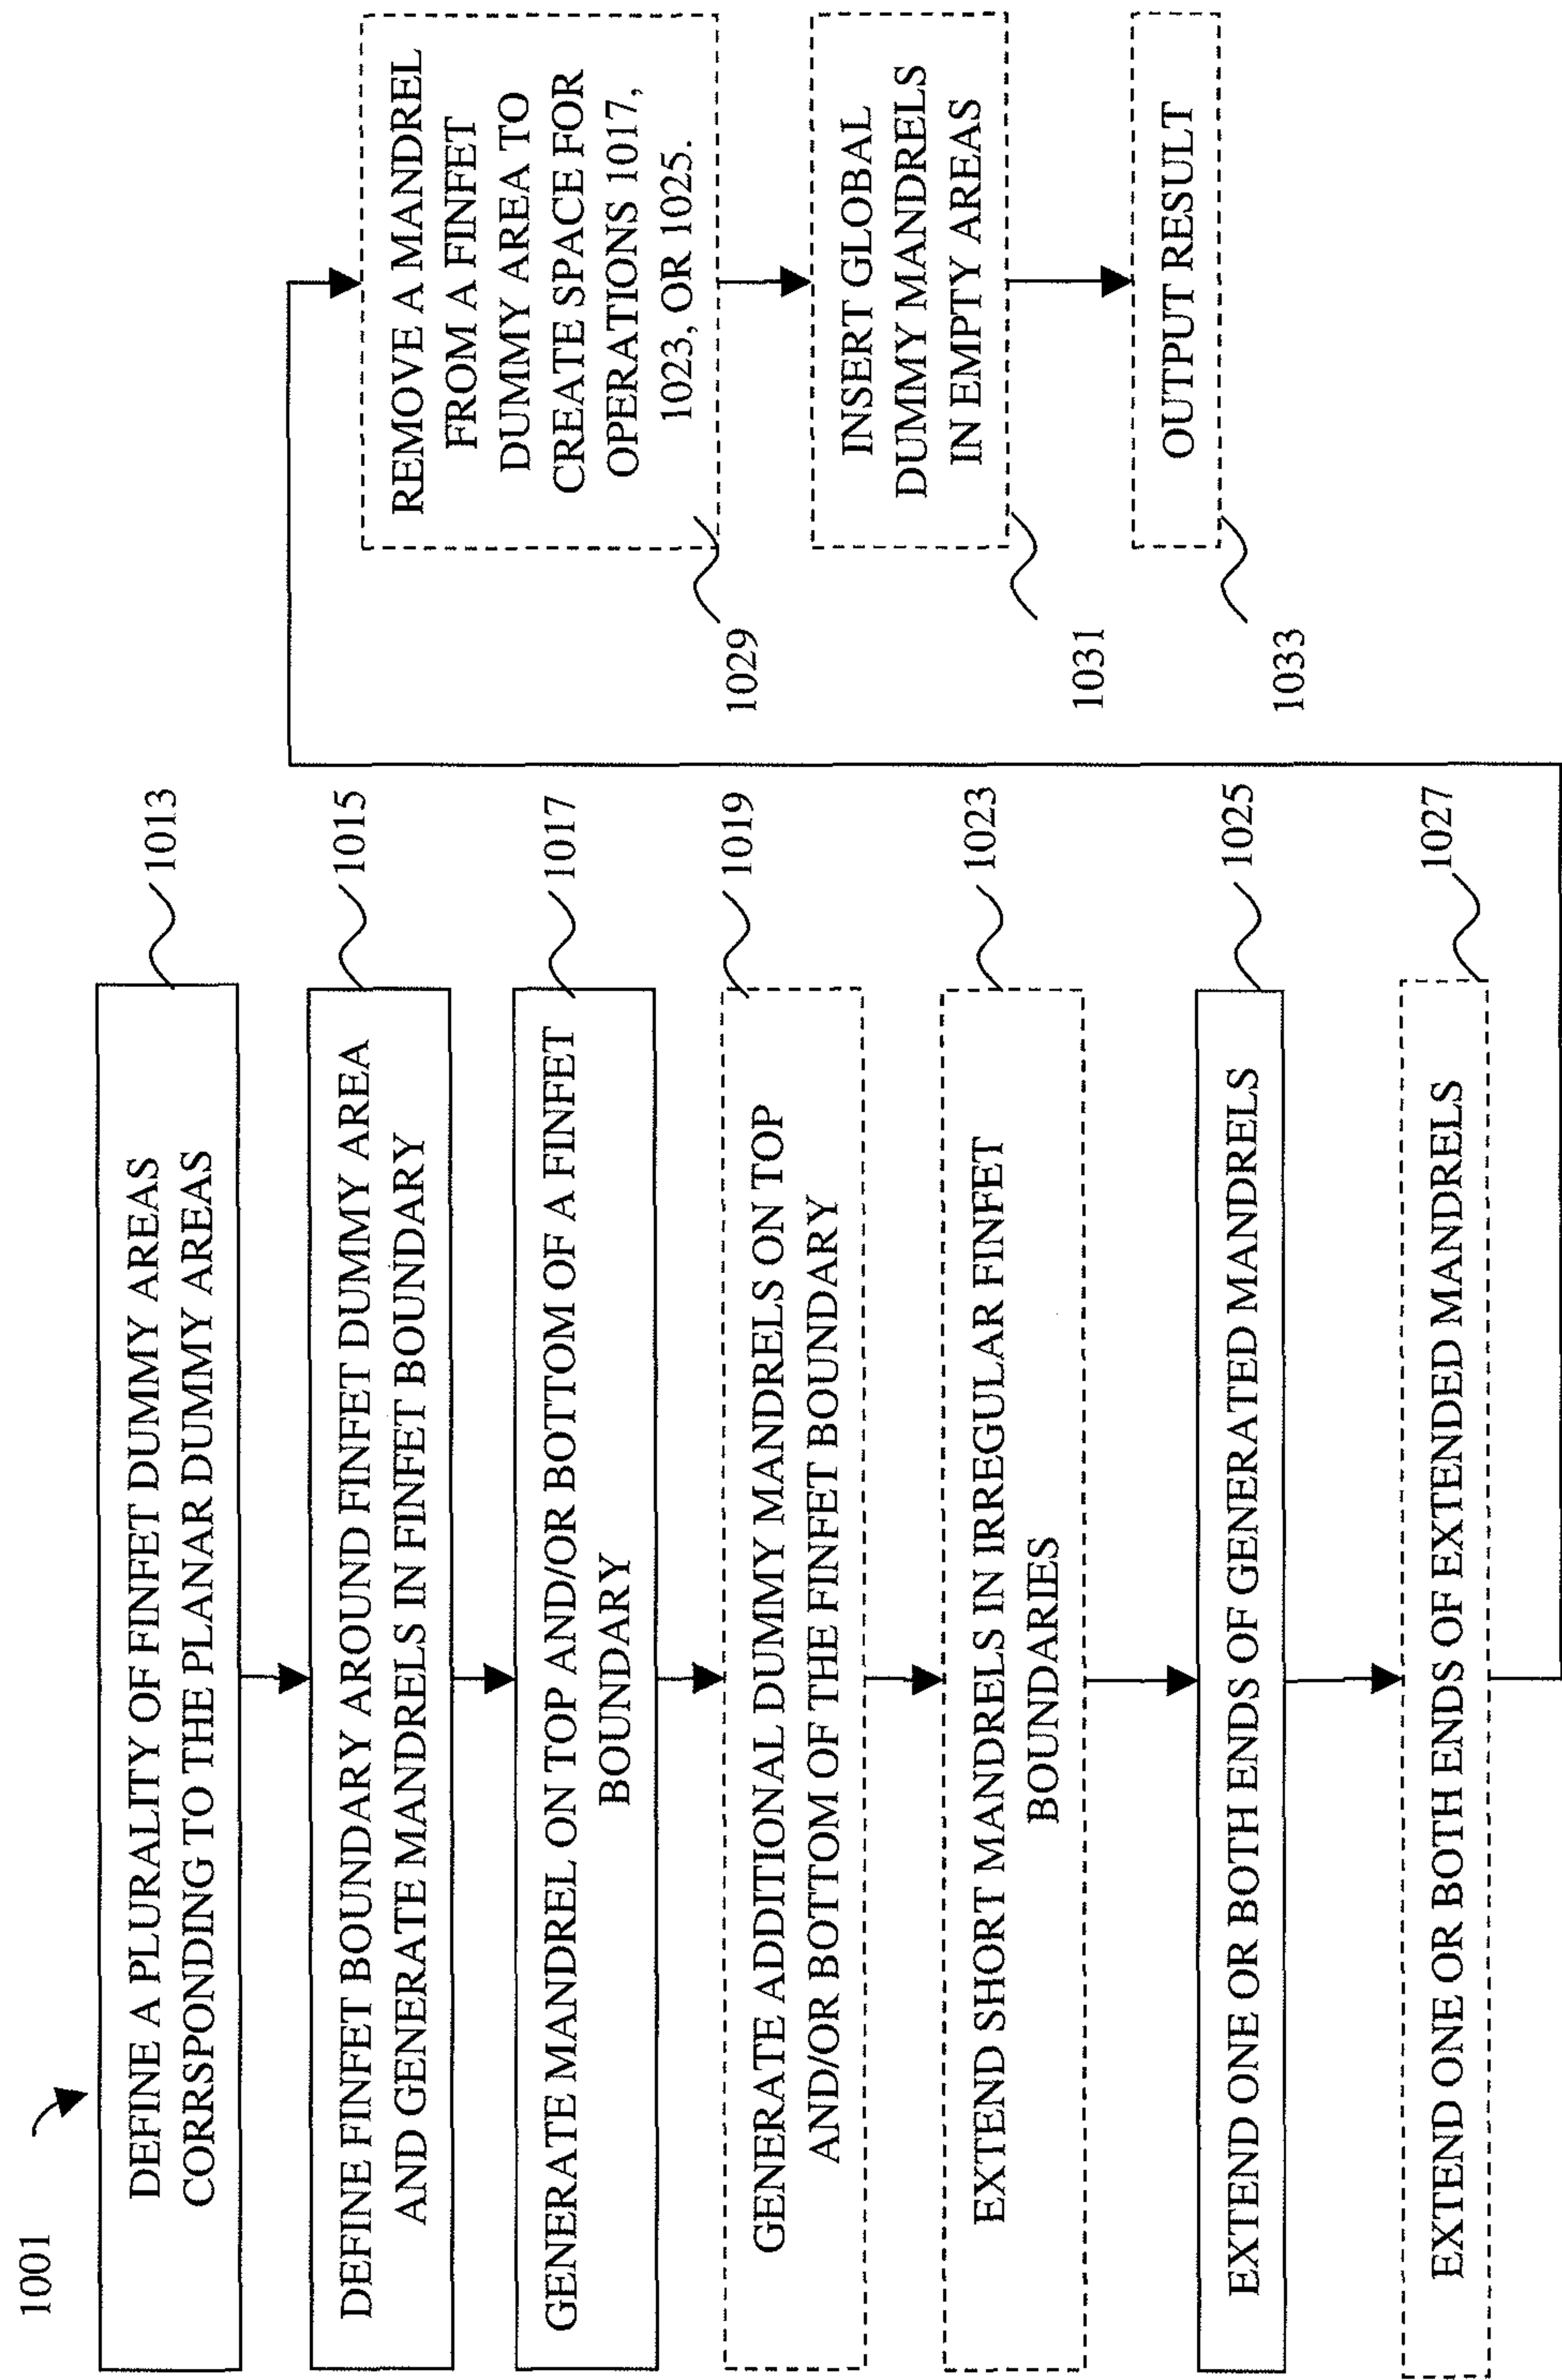 1001
DEFINE A PLURALITY OF FINFET DUMMY AREAS
CORRSPONDING TO THE PLANAR DUMMY AREAS
1013
DEFINE FINFET BOUNDARY AROUND FINFET DUMMY AREA
AND GENERATE MANDRELS IN FINFET BOUNDARY
1015
GENERATE MANDREL ON TOP AND/OR BOTTOM OF A FINFET
BOUNDARY
1017
GENERATE ADDITIONAL DUMMY MANDRELS ON TOP
AND/OR BOTTOM OF THE FINFET BOUNDARY
1019
EXTEND SHORT MANDRELS IN IRREGULAR FINFET
BOUNDARIES
1023
EXTEND ONE OR BOTH ENDS OF GENERATED MANDRELS
1025
EXTEND ONE OR BOTH ENDS OF EXTENDED MANDRELS
1027
REMOVE A MANDREL
FROM A FINFET
DUMMY AREA TO
CREATE SPACE FOR
OPERATIONS 1017,
1023, OR 1025.
1029
INSERT GLOBAL
DUMMY MANDRELS
IN EMPTY AREAS
1031
OUTPUT RESULT
1033